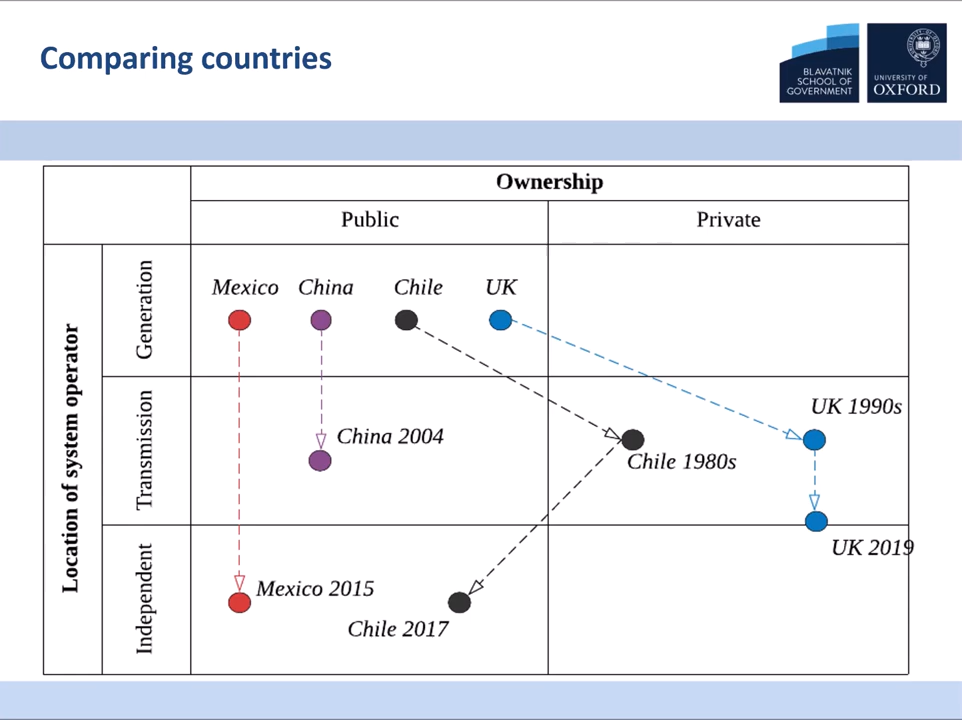 Comparing countries
BLAVATNIK
SCHOOL OF
GOVERNMENT
UNIVERSITY OF
OXFORD
Ownership
Public
Private
Location of system operator
Generation
Mexico
China
Chile
UK
Transmission
UK 1990s
China 2004
Chile 1980s
Independent
UK 2019
Mexico 2015
Chile 2017